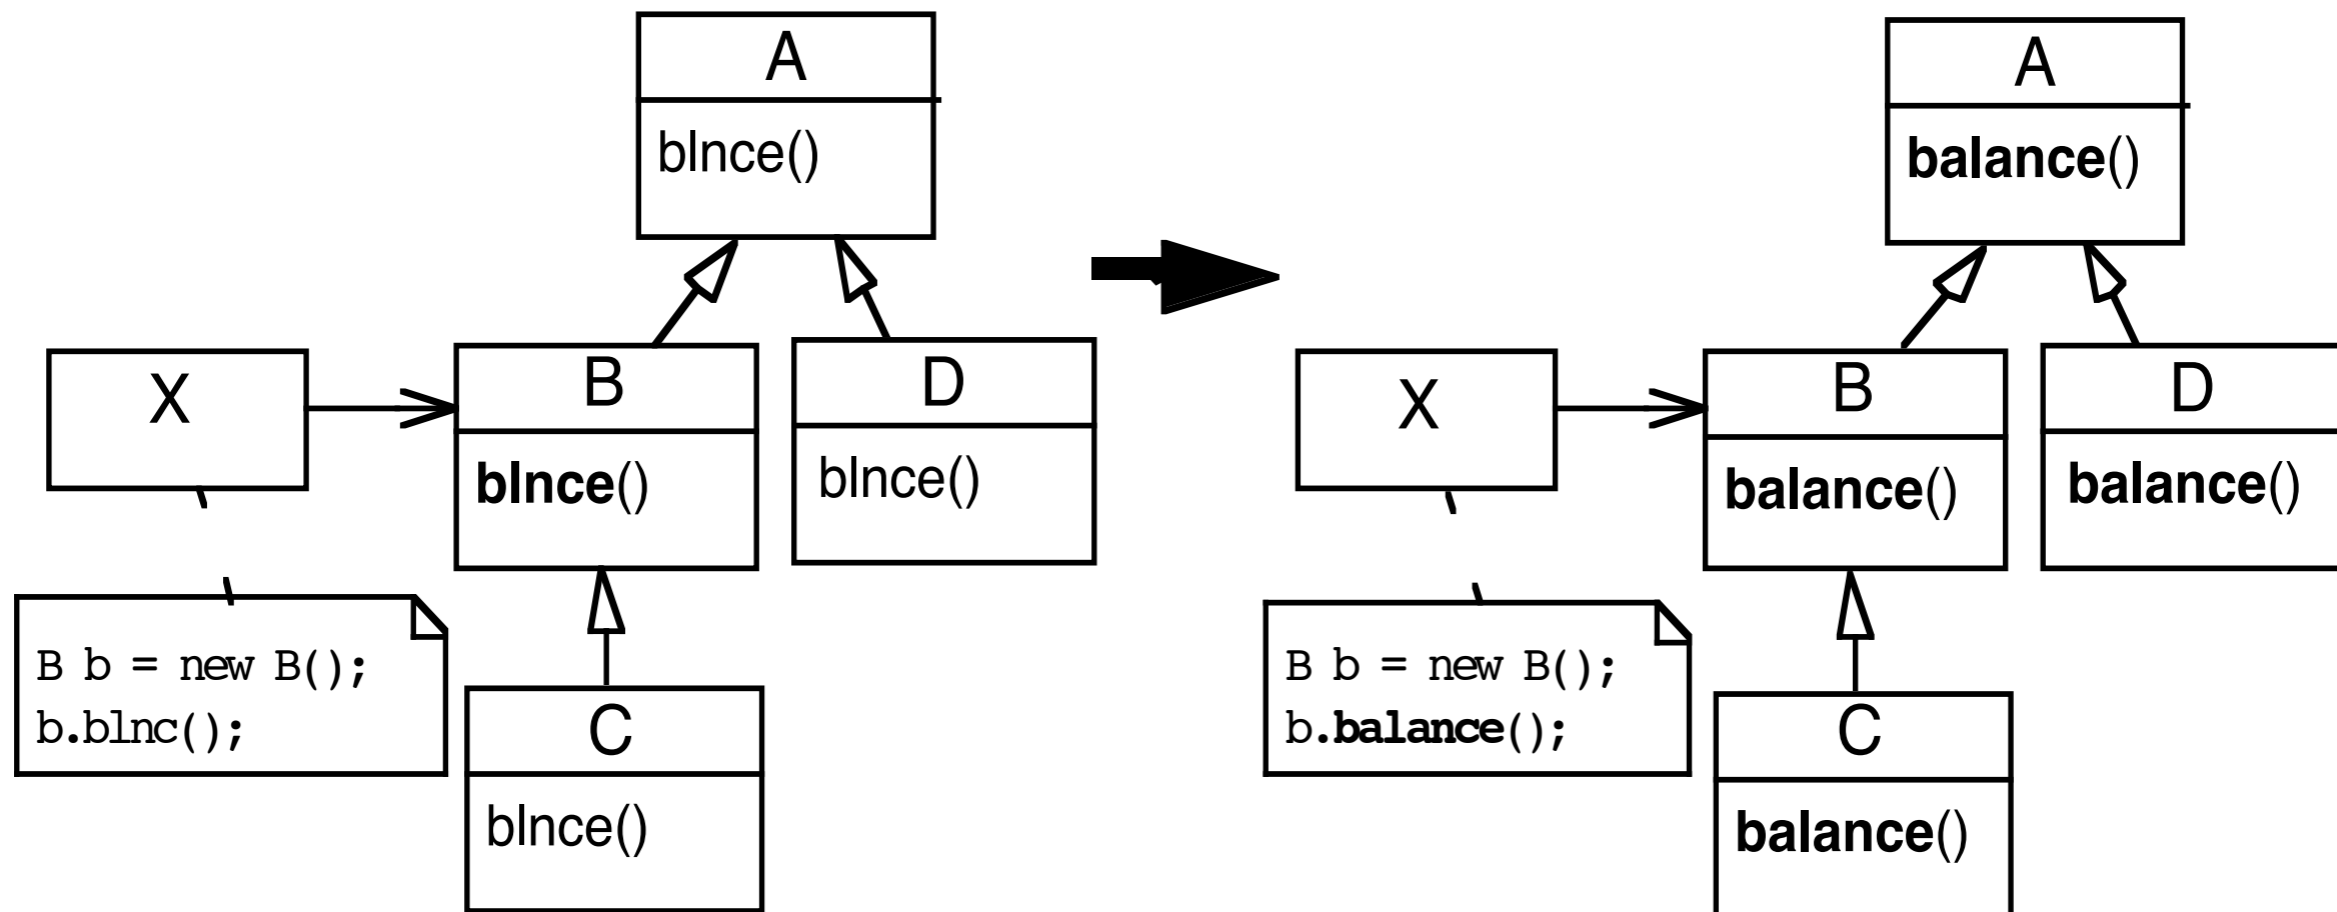 A
blnce()
X
B
blnce()
D
blnce()
B b = new B();
b.blnc();
C
blnce()
A
balance()
X
B
balance()
D
balance()
B b = new B();
b.balance();
C
balance()